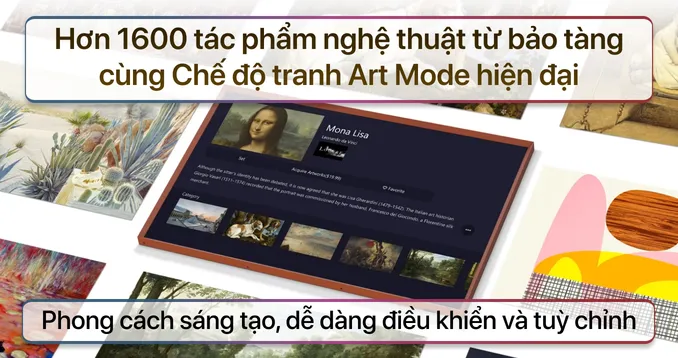 Hơn 1600 tác phẩm nghệ thuật từ bảo tàng
cùng Chế độ tranh Art Mode hiện đại
Mona Lisa
Leonardo da Vinci
Set
Acquire Artworks($19.99)
Favorite
Although the sitter's identity has been debated, it is now agreed that she was Lisa Gherardini (1479-1542). The Italian art historian
Giorgio Vasari (1511-1574) recorded that the portrait was commissioned by her husband, Francesco del Giocondo, a Florentine silk
merchant
Category
Phong cách sáng tạo, dễ dàng điều khiển và tuỳ chỉnh